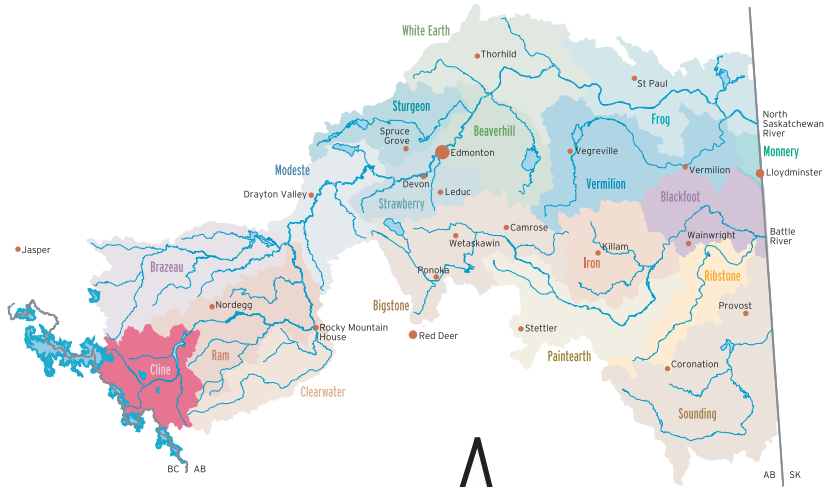 White Earth
Thorhild
St Paul
Sturgeon
North
Saskatchewan
River
Frog
Spruce
Grove
Beaverhill
Edmonton
Vegreville
Monnery
Modeste
Vermilion
Lloydminster
Devon
Vermilion
Drayton Valley
Leduc
Strawberry
Blackfoot
Camrose
Battle
River
Wetaskawin
Wainwright
Killam
Jasper
Iron
Brazeau
Ponoka
Ribstone
Bigstone
Nordegg
Provost
Rocky Mountain
House
Red Deer
Stettler
Ram
Paintearth
Cline
Coronation
Clearwater
Sounding
BC
AB
AB
SK